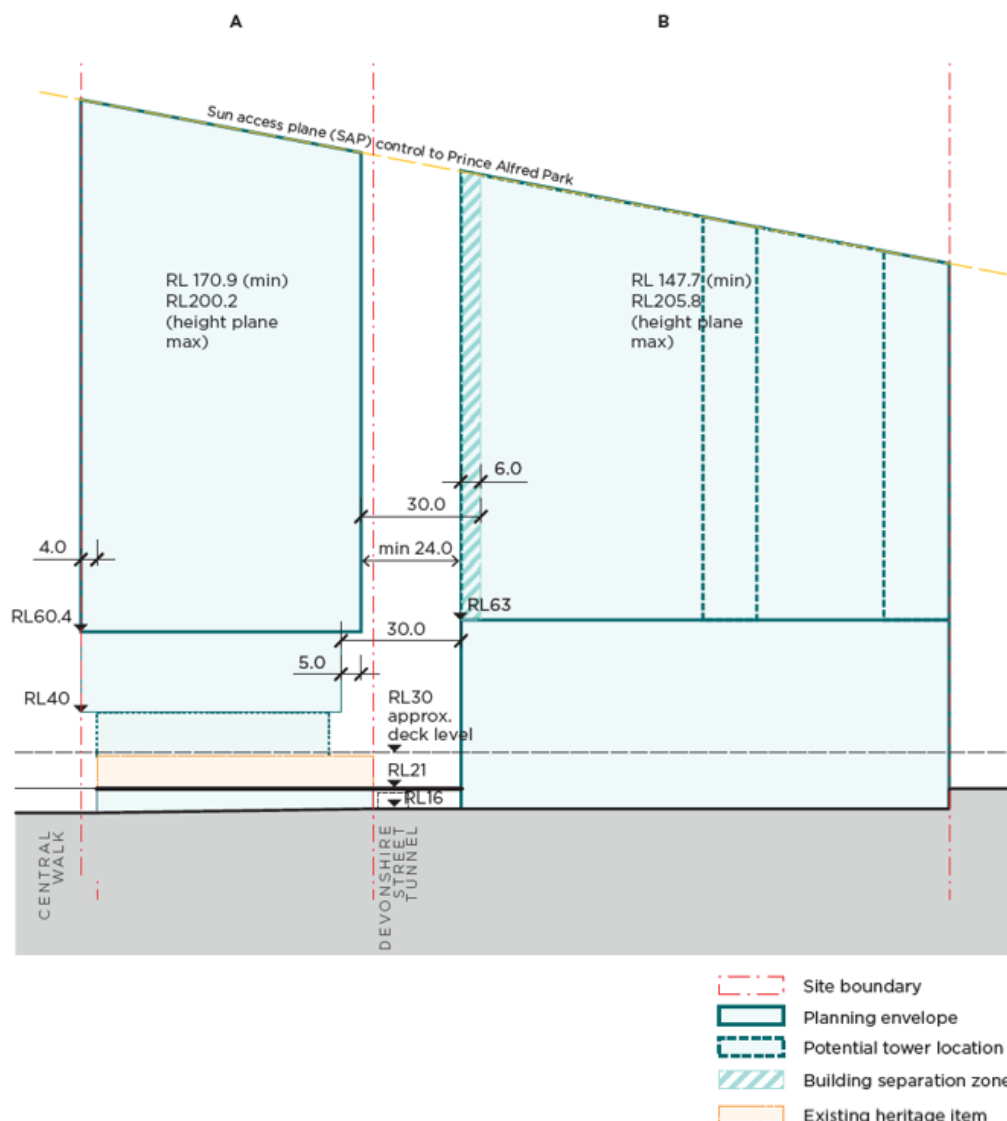 A
B
Sun access plane (SAP) control to Prince Alfred Park
RL 170.9 (min)
RL200.2
(height plane
max)
RL 147.7 (min)
RL205.8
(height plane
max)
6.0
30.0
4.0
min 24.0
RL60.4
RL63
30.0
5.0
RL40
RL30
approx.
deck level
RL21
RL16
CENTRAL
WALK
DEVONSHIRE
STREET
TUNNEL
Site boundary
Planning envelope
Potential tower location
Building separation zone
Existing heritage item